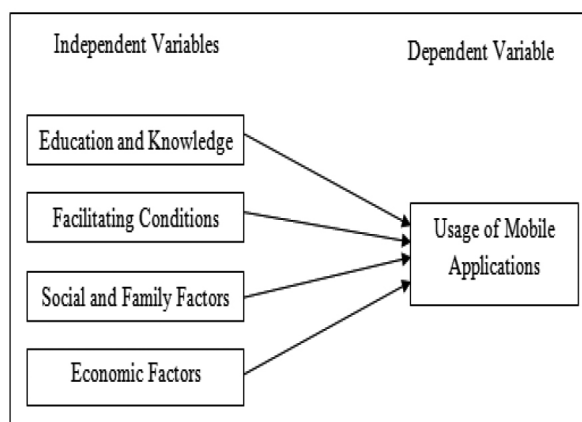 Independent Variables
Dependent Variable
Education and Knowledge
Facilitating Conditions
Social and Family Factors
Economic Factors
Usage of Mobile
Applications